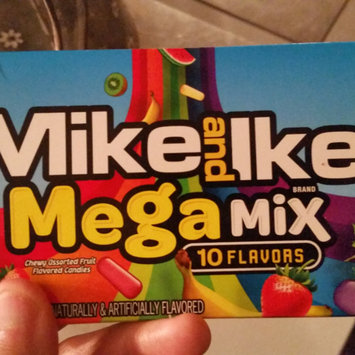 Mike and Ike
BRAND
Mega MiX
10 FLAVORS
Chewy Assorted Fruit
Flavored Candies
NATURALLY & ARTIFICIALLY FLAVORED